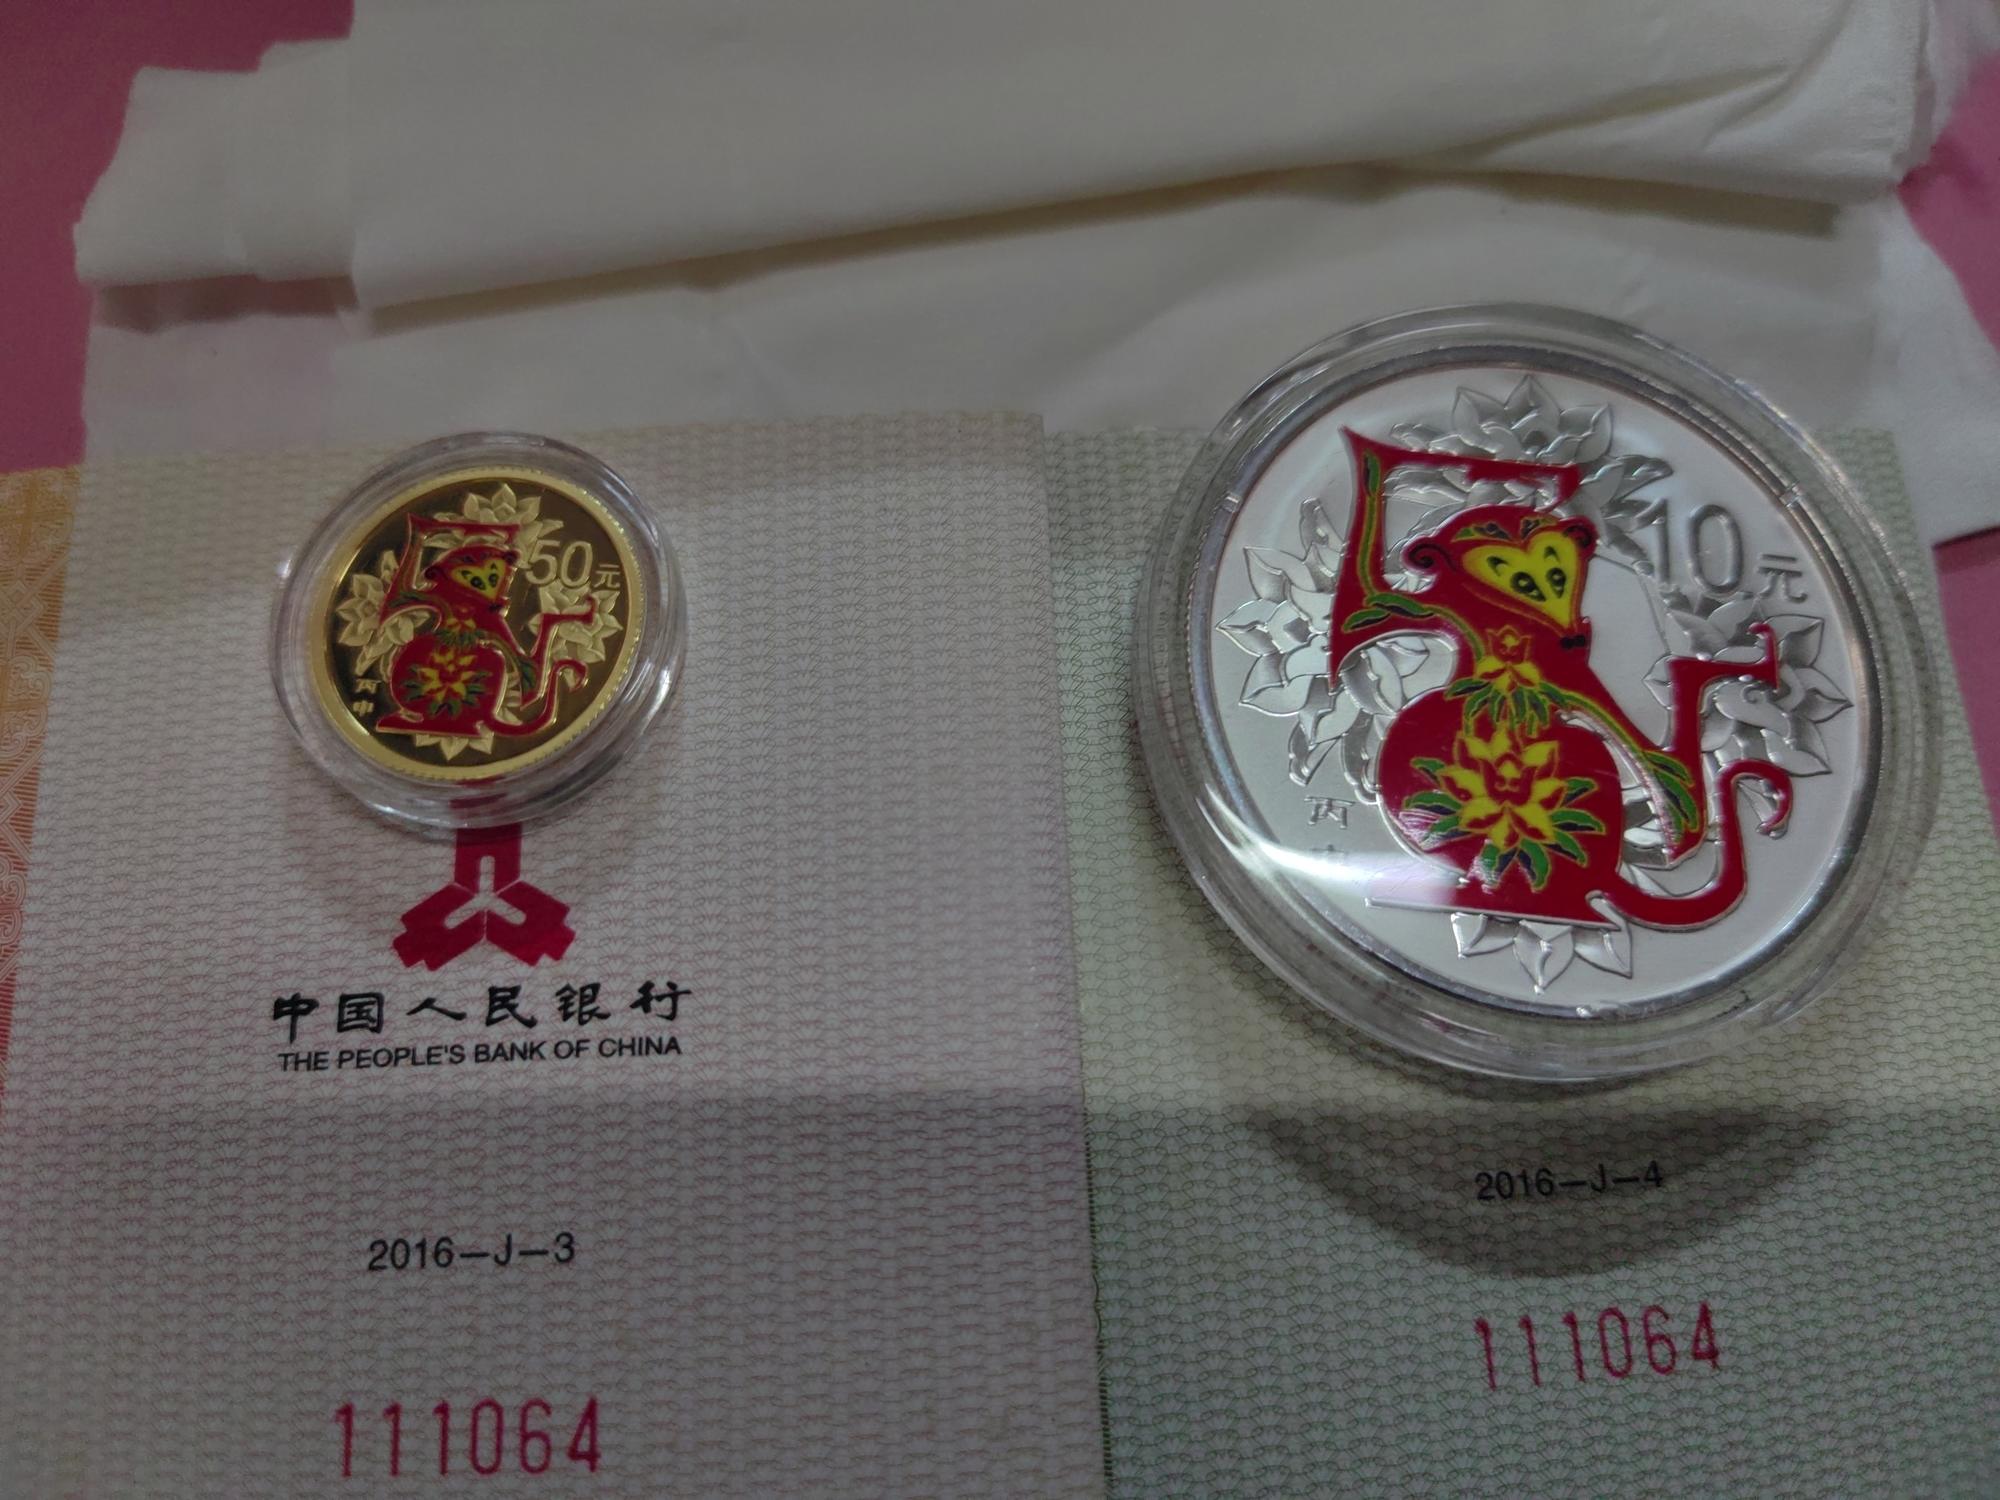 50元
丙
申
10元
丙
中国人民银行
THE PEOPLE'S BANK OF CHINA
2016-J-3
111064
2016-J-4
111064